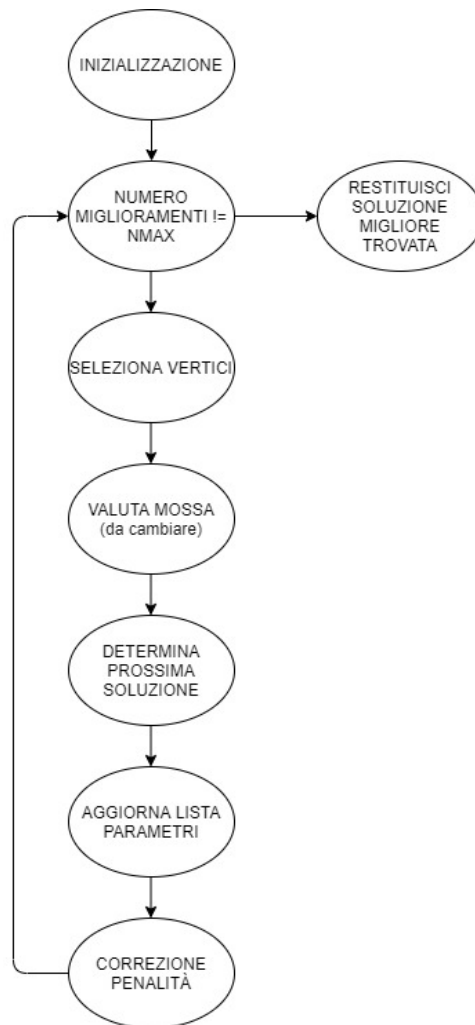 INIZIALIZZAZIONE
NUMERO
MIGLIORAMENTI !=
NMAX
RESTITUISCI
SOLUZIONE
MIGLIORE
TROVATA
SELEZIONA VERTICI
VALUTA MOSSA
(da cambiare)
DETERMINA
PROSSIMA
SOLUZIONE
AGGIORNA LISTA
PARAMETRI
CORREZIONE
PENALITÀ